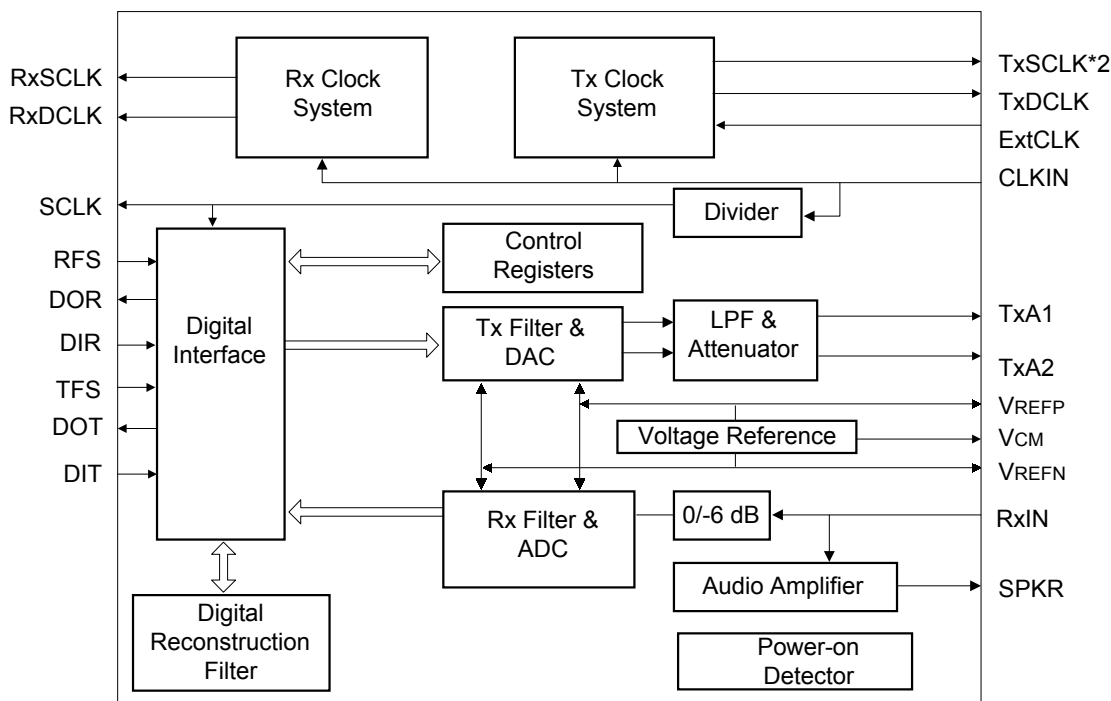 RxSCLK
RxDCLK
Rx Clock
System
Tx Clock
System
TxSCLK*2
TxDCLK
ExtCLK
CLKIN
SCLK
Divider
RFS
DOR
DIR
TFS
DOT
DIT
Digital
Interface
Control
Registers
Tx Filter &
DAC
LPF &
Attenuator
TxA1
TxA2
VREFP
Voltage Reference
VCM
VREFN
Rx Filter &
ADC
0/-6 dB
RxIN
Audio Amplifier
SPKR
Digital
Reconstruction
Filter
Power-on
Detector